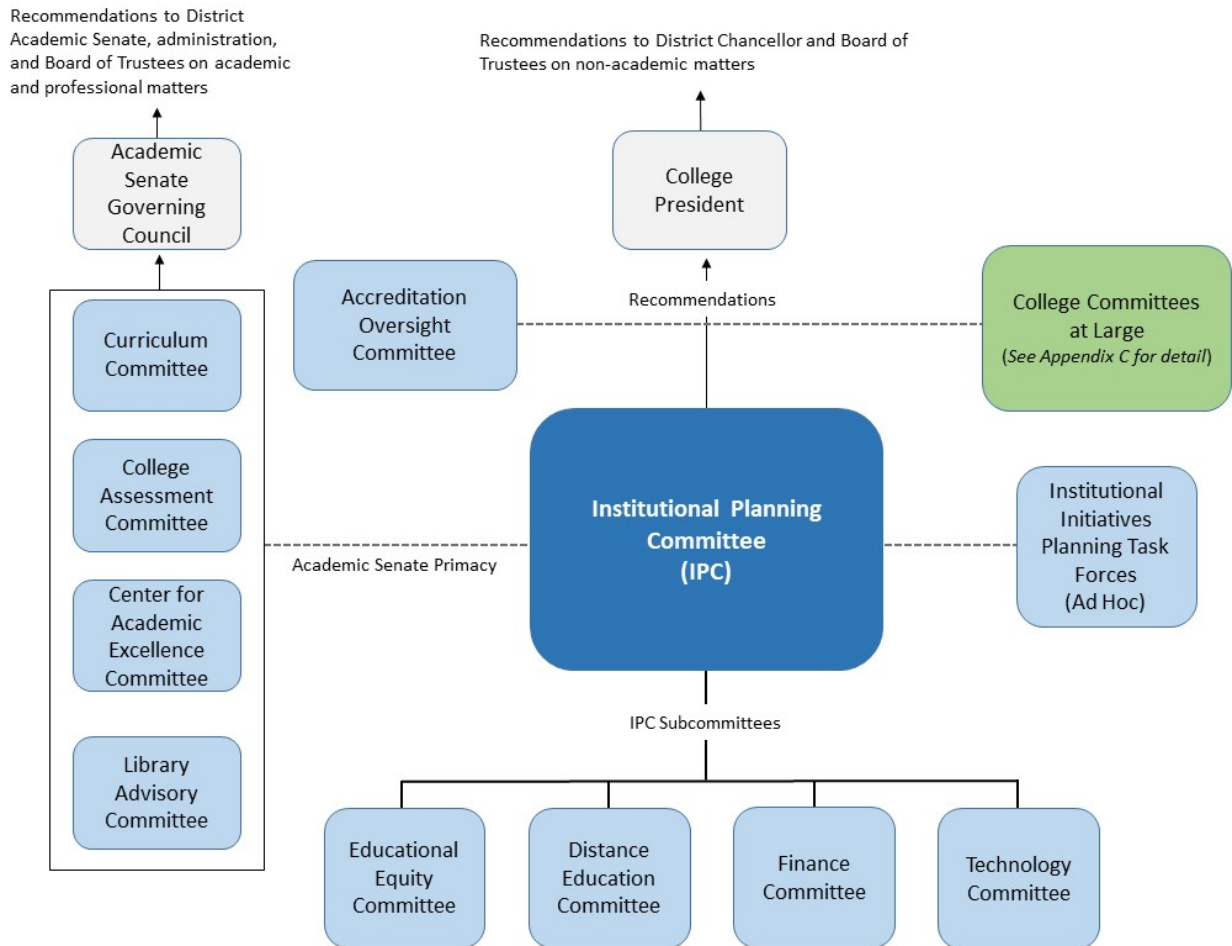 Recommendations to District
Academic Senate, administration,
and Board of Trustees on academic
and professional matters
Recommendations to District Chancellor and Board of
Trustees on non-academic matters
Academic
Senate
Governing
Council
College
President
Curriculum
Committee
Accreditation
Oversight
Committee
Recommendations
College Committees
at Large
(See Appendix C for detail)
College
Assessment
Committee
Academic Senate Primacy
Institutional Planning
Committee
(IPC)
Institutional
Initiatives
Planning Task
Forces
(Ad Hoc)
Center for
Academic
Excellence
Committee
Library
Advisory
Committee
IPC Subcommittees
Educational
Equity
Committee
Distance
Education
Committee
Finance
Committee
Technology
Committee